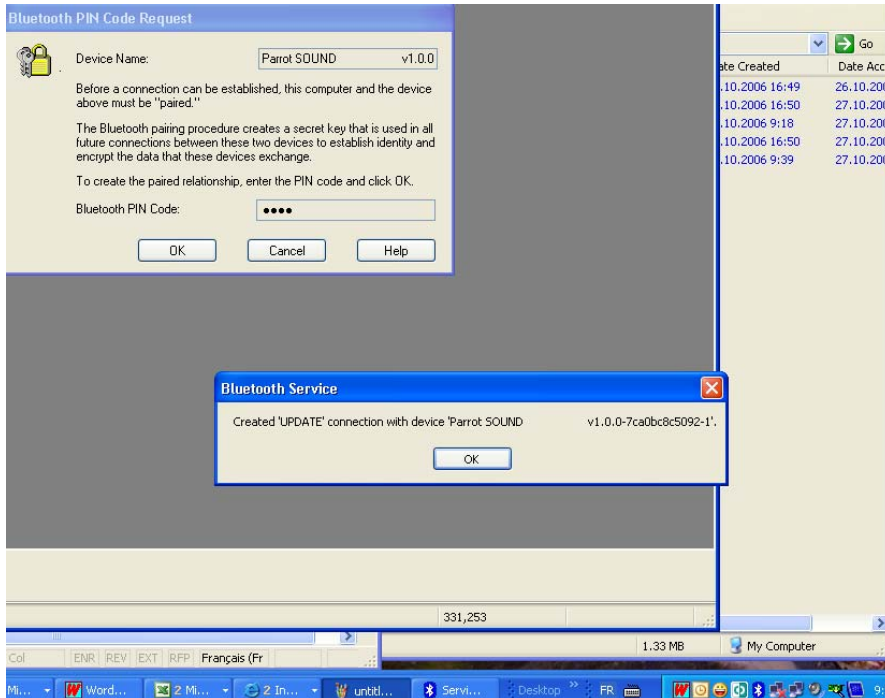 Bluetooth PIN Code Request
Device Name:
Parrot SOUND v1.0.0
Before a connection can be established, this computer and the device
above must be "paired."
The Bluetooth pairing procedure creates a secret key that is used in all
future connections between these two devices to establish identity and
encrypt the data that these devices exchange.
To create the paired relationship, enter the PIN code and click OK.
Bluetooth PIN Code:
••••
OK Cancel Help
Go
ate Created Date Acc
.10.2006 16:49 26.10.200
.10.2006 16:50 27.10.200
.10.2006 9:18 27.10.200
.10.2006 16:50 27.10.200
.10.2006 9:39 27.10.200
Bluetooth Service
Created 'UPDATE' connection with device 'Parrot SOUND v1.0.0-7ca0bc8c5092-1'.
OK
331,253
1.33 MB My Computer
Col ENR REV EXT RFP Français (Fr
Mi... Word... 2 Mi... 2 In... untitl... Servi... Desktop » FR 9: